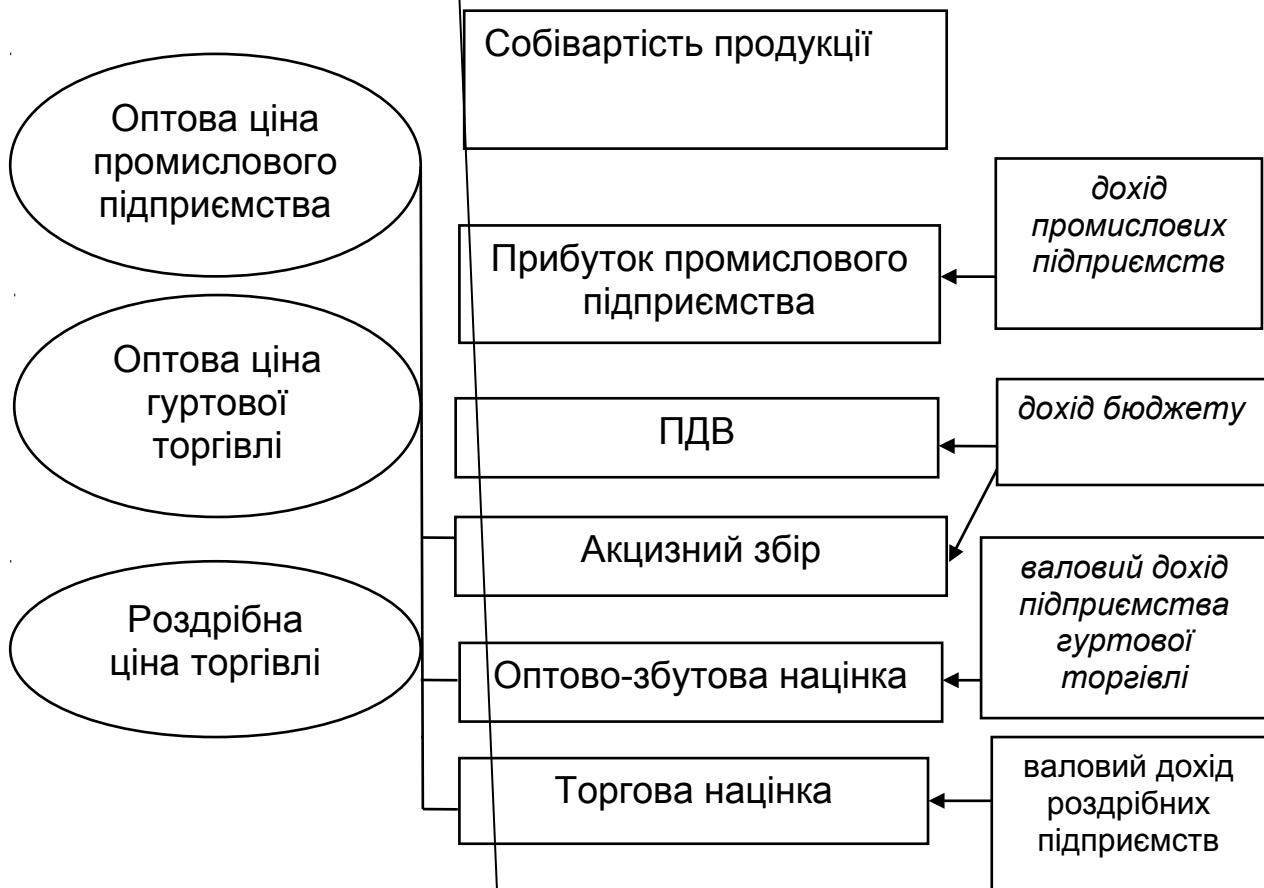 Собівартість продукції
Оптова ціна
промислового
підприємства
дохід
промислових
підприємств
Прибуток промислового
підприємства
Оптова ціна
гуртової
торгівлі
ПДВ
дохід бюджету
Акцизний збір
валовий дохід
підприємства
гуртової
торгівлі
Роздрібна
ціна торгівлі
Оптово-збутова націнка
Торгова націнка
валовий дохід
роздрібних
підприємств